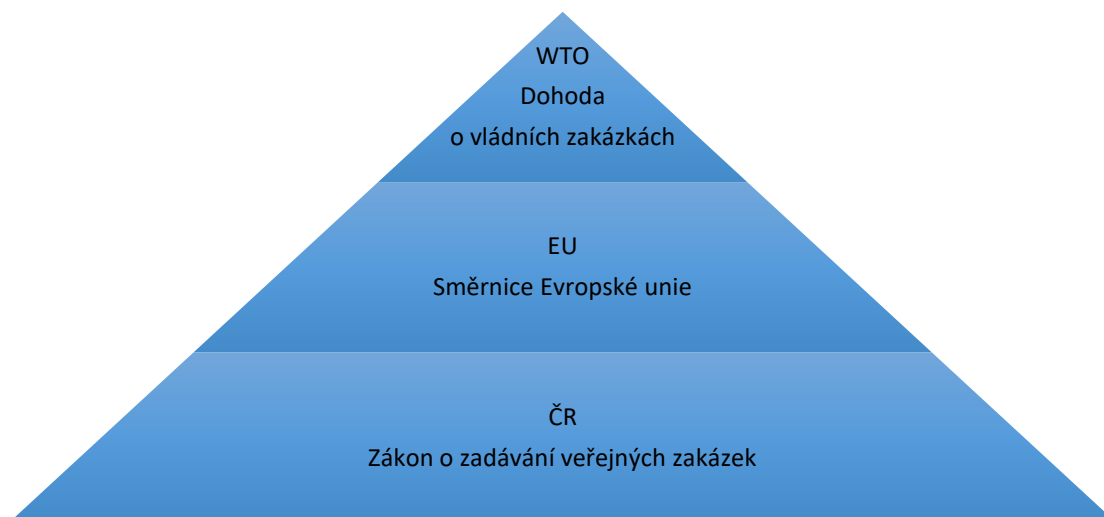 WTO
Dohoda
o vládních zakázkách
EU
Směrnice Evropské unie
ČR
Zákon o zadávání veřejných zakázek